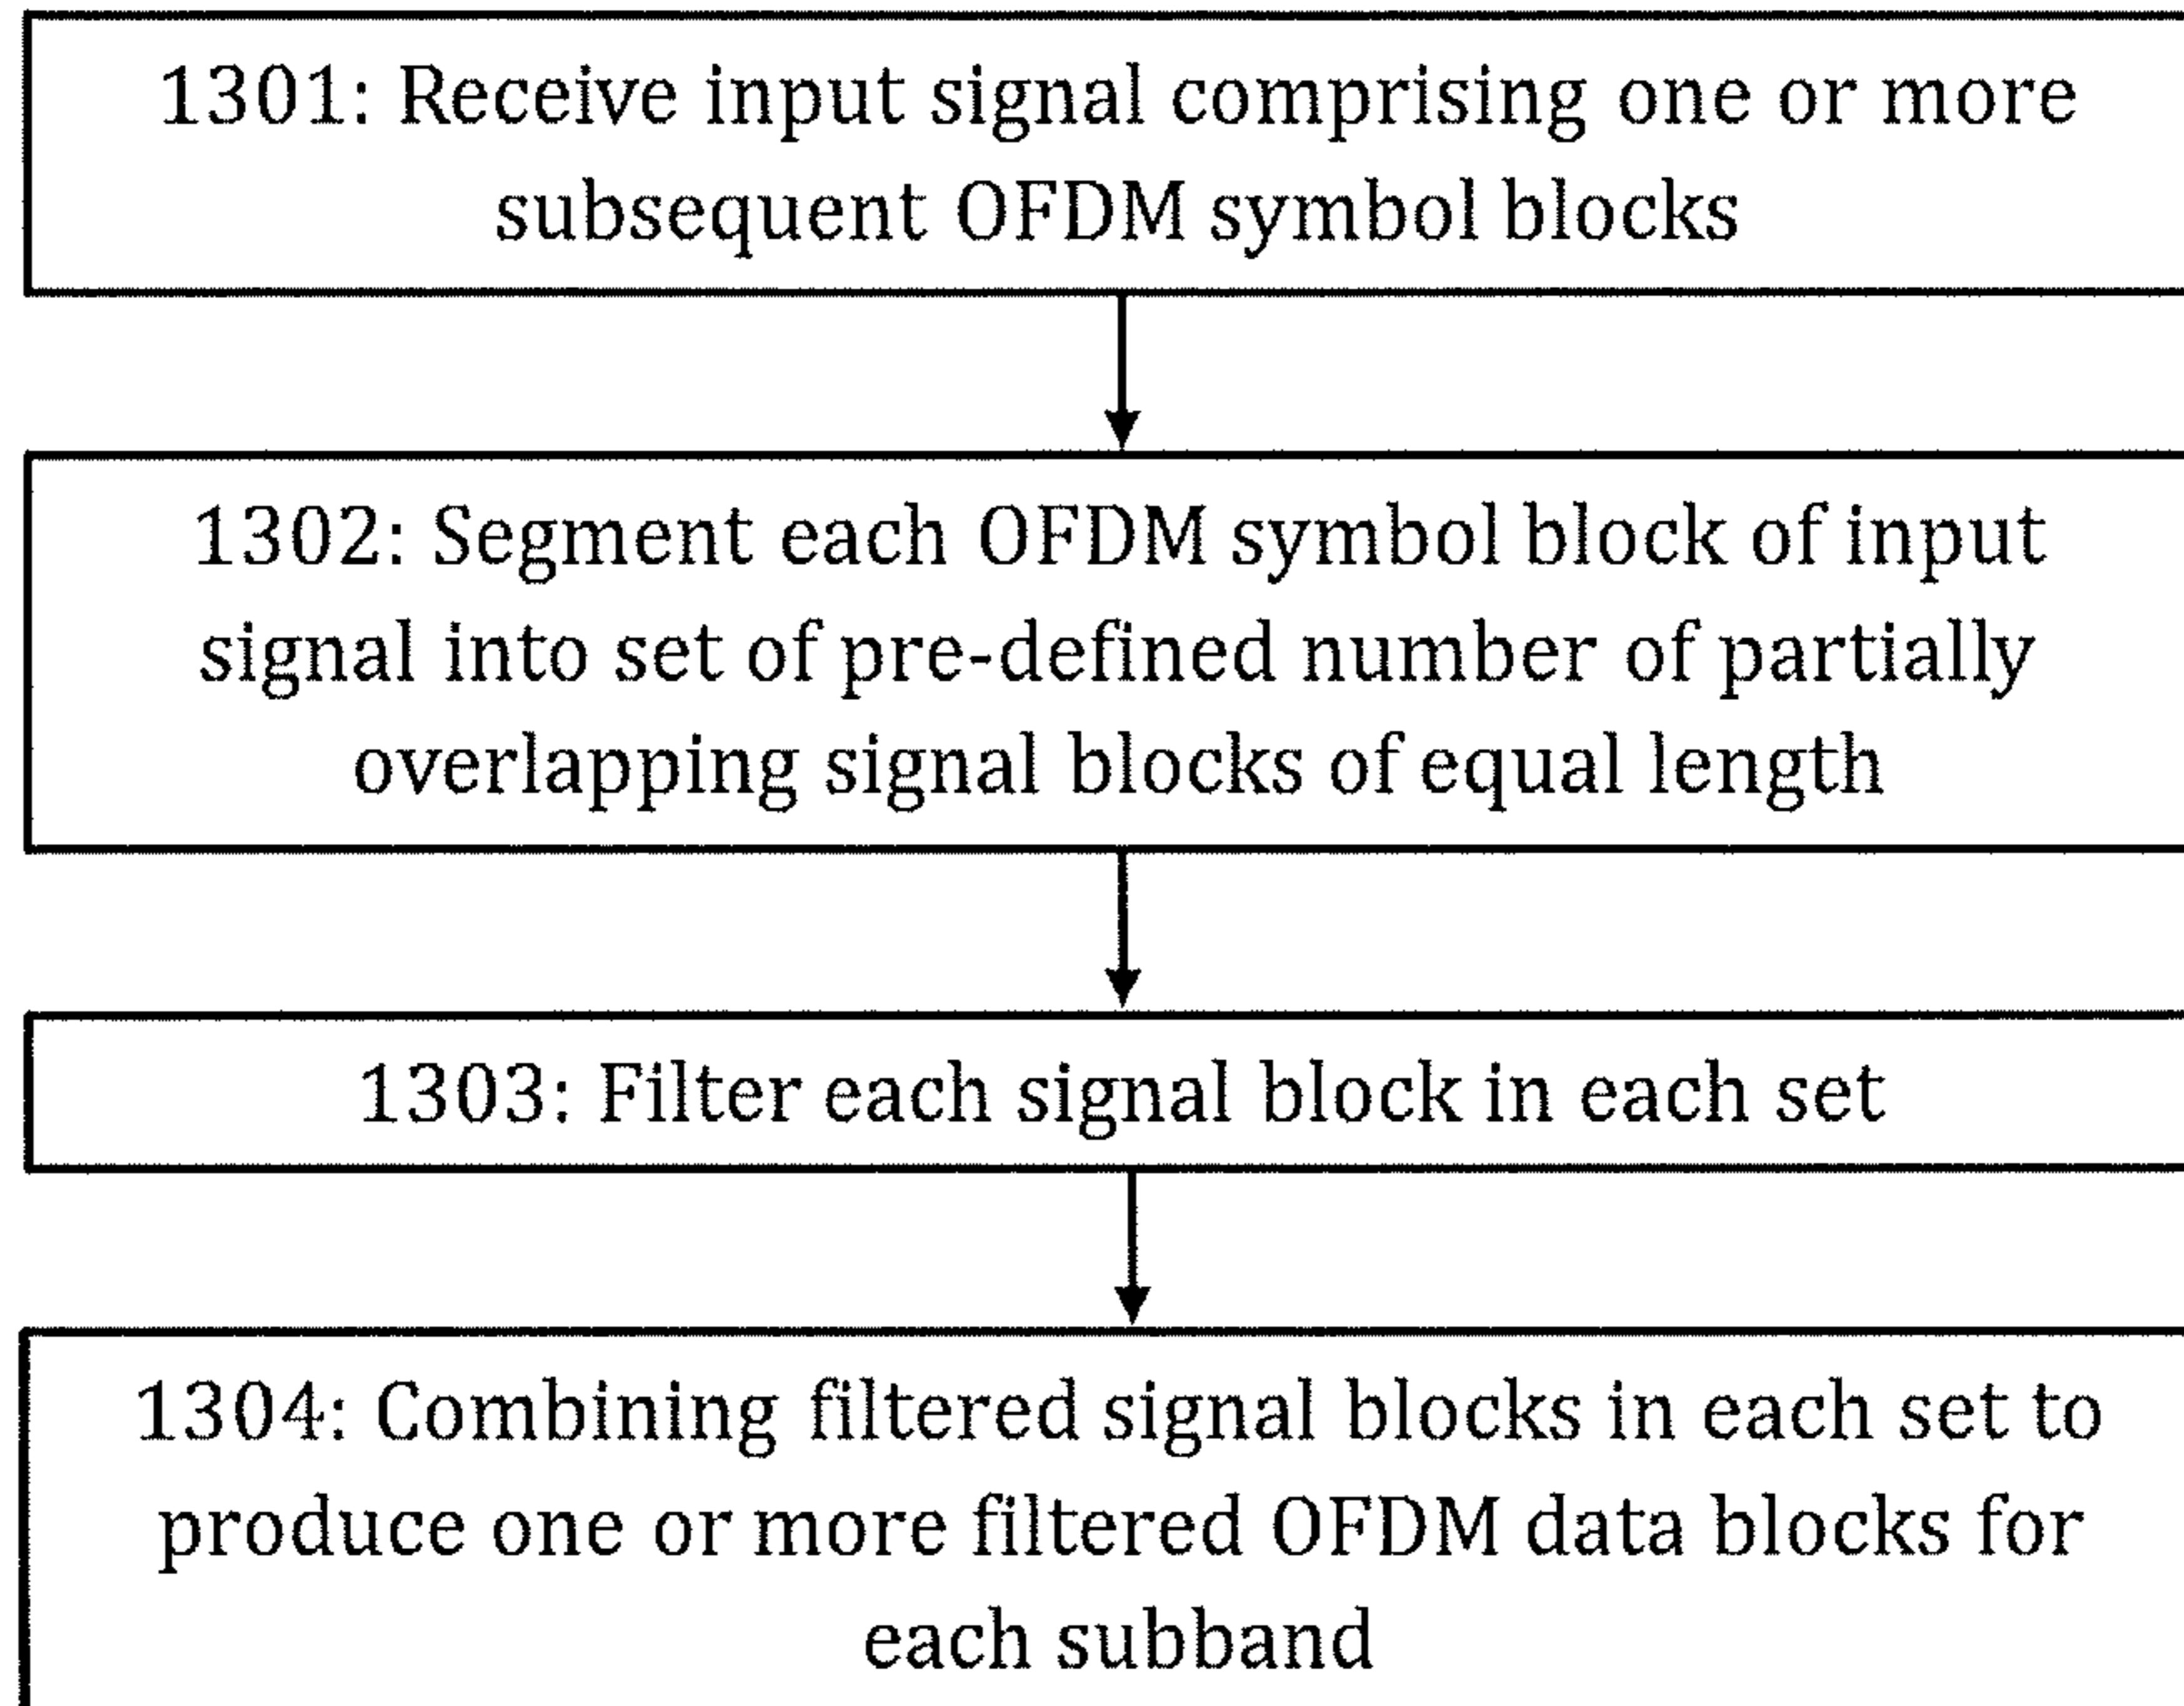 1301: Receive input signal comprising one or more
subsequent OFDM symbol blocks
1302: Segment each OFDM symbol block of input
signal into set of pre-defined number of partially
overlapping signal blocks of equal length
1303: Filter each signal block in each set
1304: Combining filtered signal blocks in each set to
produce one or more filtered OFDM data blocks for
each subband